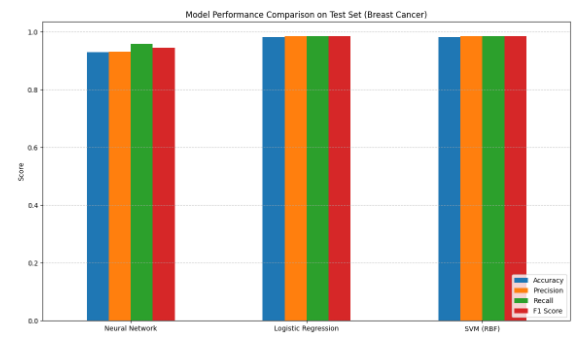 Model Performance Comparison on Test Set (Breast Cancer)
Score
1.0
0.8
0.6
0.4
0.2
0.0
Neural Network
Logistic Regression
SVM (RBF)
Accuracy
Precision
Recall
F1 Score